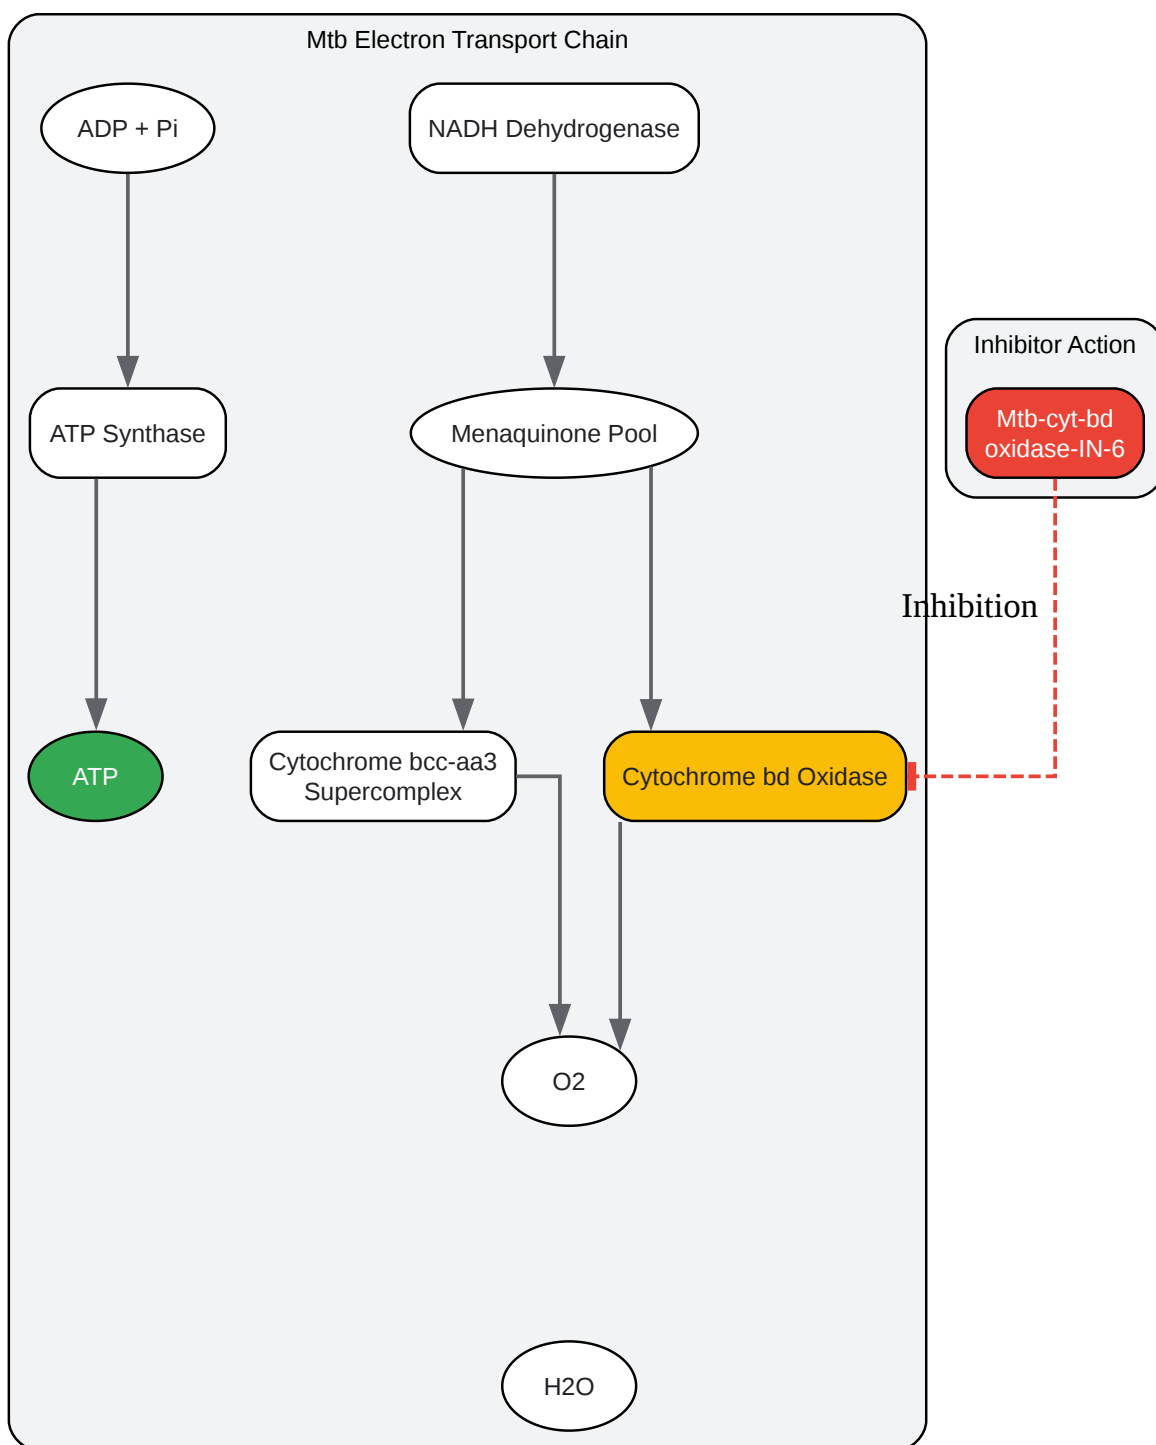 Mtb Electron Transport Chain
ADP + Pi
NADH Dehydrogenase
Inhibitor Action
Mtb-cyt-bd
oxidase-IN-6
ATP Synthase
Menaquinone Pool
Inhibition
ATP
Cytochrome bcc-aa3
Supercomplex
Cytochrome bd Oxidase
O2
H2O